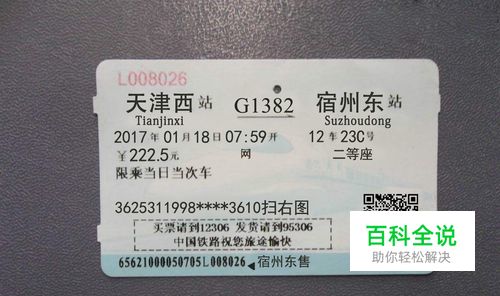 L008026
天津西站 G1382 宿州东站
Tianjinxi Suzhoudong
2017年01月18日07:59开 12车23C号
¥222.5元 网 二等座
限乘当日当次车
3625311998****3610扫右图
买票请到12306 发货请到95306
中国铁路祝您旅途愉快
65621000050705L008026 宿州东售
百科全说
助你轻松解决